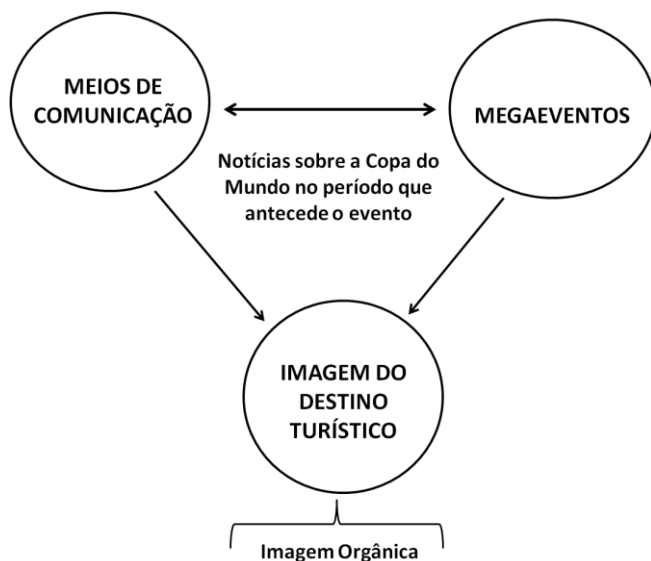 MEIOS DE
COMUNICAÇÃO
MEGAEVENTOS
Notícias sobre a Copa do
Mundo no período que
antecede o evento
IMAGEM DO
DESTINO
TURÍSTICO
Imagem Orgânica